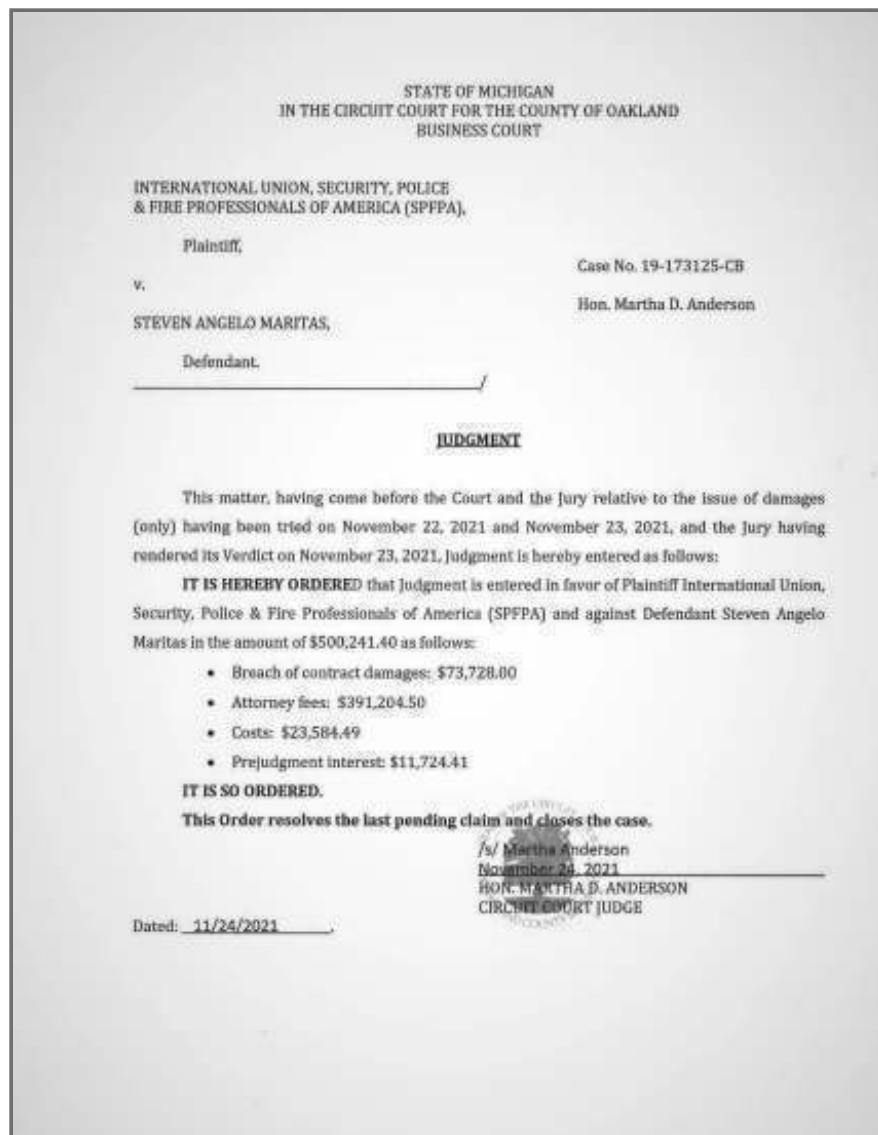 STATE OF MICHIGAN
IN THE CIRCUIT COURT FOR THE COUNTY OF OAKLAND
BUSINESS COURT
INTERNATIONAL UNION, SECURITY, POLICE
& FIRE PROFESSIONALS OF AMERICA (SPFPA),
Plaintiff,
Case No. 19-173125-CB
v.
Hon. Martha D. Anderson
STEVEN ANGELO MARITAS,
Defendant.
/
JUDGMENT
This matter, having come before the Court and the Jury relative to the issue of damages
(only) having been tried on November 22, 2021 and November 23, 2021, and the Jury having
rendered its Verdict on November 23, 2021, Judgment is hereby entered as follows:
IT IS HEREBY ORDERED that Judgment is entered in favor of Plaintiff International Union,
Security, Police & Fire Professionals of America (SPFPA) and against Defendant Steven Angelo
Maritas in the amount of $500,241.40 as follows:
• Breach of contract damages: $73,728.00
• Attorney fees: $391,204.50
• Costs: $23,584.49
• Prejudgment interest: $11,724.41
IT IS SO ORDERED.
This Order resolves the last pending claim and closes the case.
/s/ Martha Anderson
November 24, 2021
HON. MARTHA D. ANDERSON
CIRCUIT COURT JUDGE
Dated: 11/24/2021 .